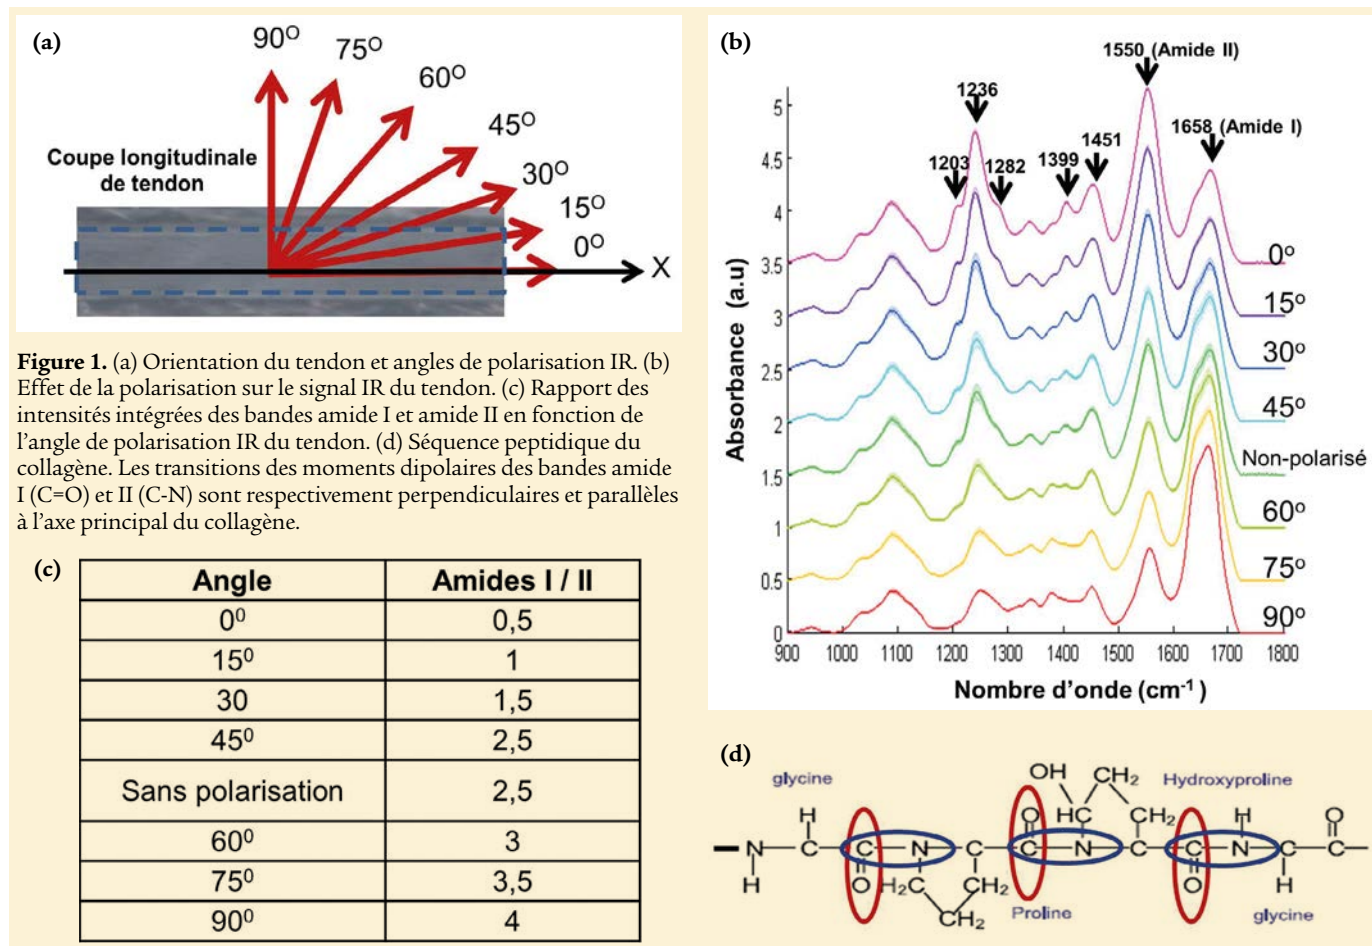 (a)
90°
75°
60°
45°
30°
15°
0°
Coupe longitudinale
de tendon
X
Figure 1. (a) Orientation du tendon et angles de polarisation IR. (b)
Effet de la polarisation sur le signal IR du tendon. (c) Rapport des
intensités intégrées des bandes amide I et amide II en fonction de
l'angle de polarisation IR du tendon. (d) Séquence peptidique du
collagène. Les transitions des moments dipolaires des bandes amide
I (C=O) et II (C-N) sont respectivement perpendiculaires et parallèles
à l'axe principal du collagène.
(c)
Angle Amides I / II
0⁰ 0,5
15⁰ 1
30 1,5
45⁰ 2,5
Sans polarisation 2,5
60⁰ 3
75⁰ 3,5
90⁰ 4
(b)
1550 (Amide II)
1236
1658 (Amide I)
1451
1399
1203
1282
5
4.5
4
3.5
3
2.5
2
1.5
1
0.5
0
Absorbance (a.u)
0°
15°
30°
45°
Non-polarisé
60°
75°
90°
900 1000 1100 1200 1300 1400 1500 1600 1700 1800
Nombre d'onde (cm⁻¹)
(d)
glycine
OH CH₂ Hydroxyproline
H O HC CH₂ H O
N C C N C C N C C N C C
H O H₂C CH₂ O H
Proline
CH₂
glycine